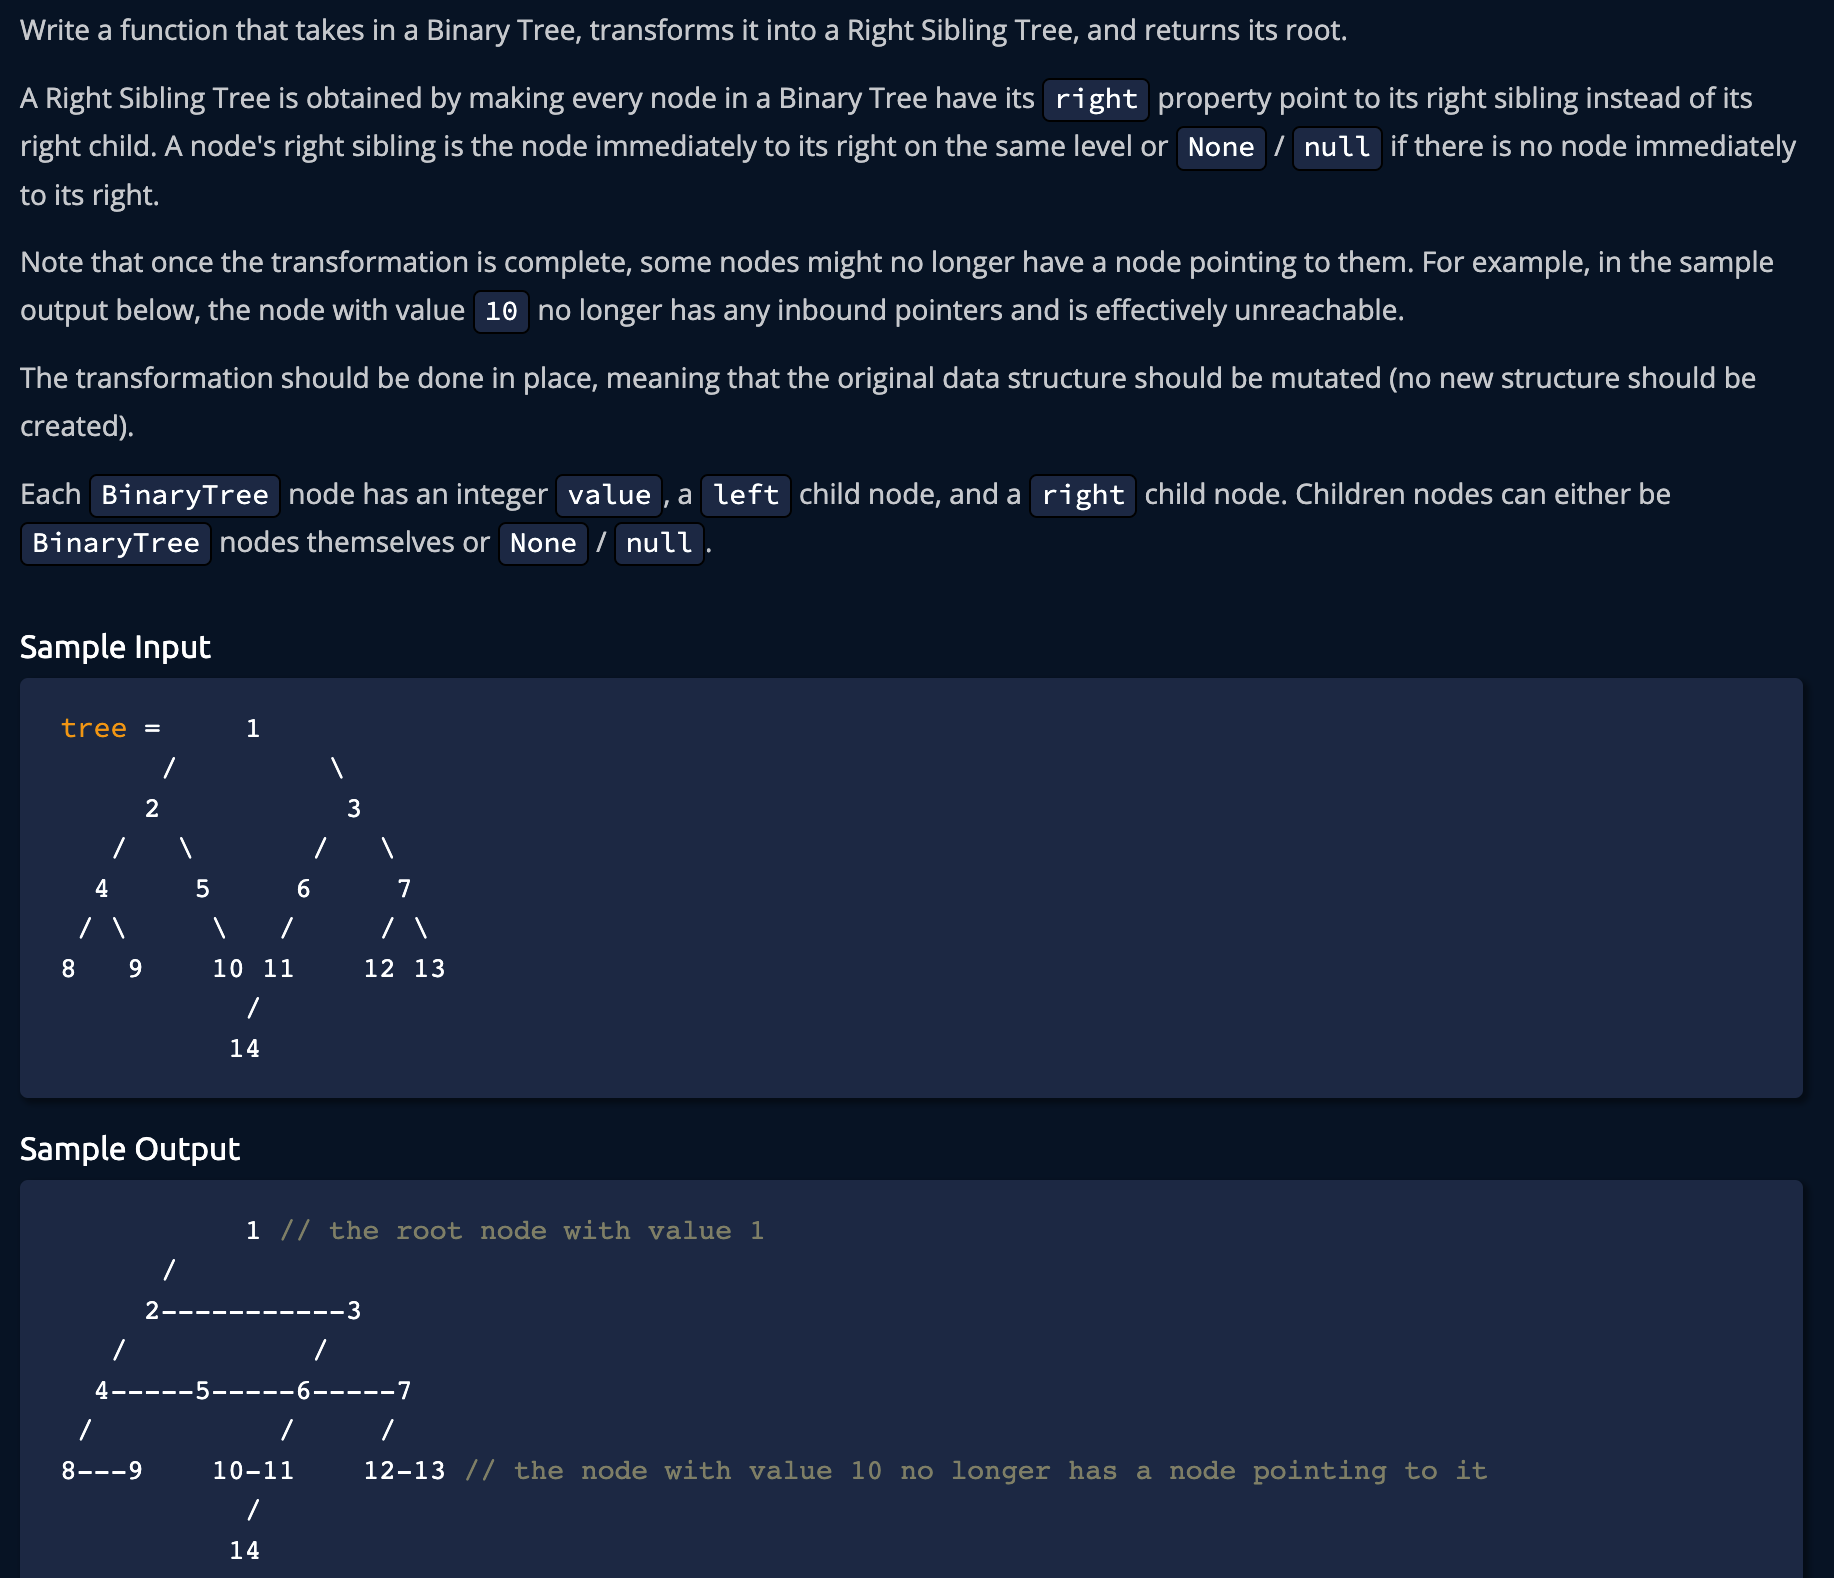 Write a function that takes in a Binary Tree, transforms it into a Right Sibling Tree, and returns its root.
A Right Sibling Tree is obtained by making every node in a Binary Tree have its right property point to its right sibling instead of its
right child. A node's right sibling is the node immediately to its right on the same level or None / null if there is no node immediately
to its right.
Note that once the transformation is complete, some nodes might no longer have a node pointing to them. For example, in the sample
output below, the node with value 10 no longer has any inbound pointers and is effectively unreachable.
The transformation should be done in place, meaning that the original data structure should be mutated (no new structure should be
created).
Each BinaryTree node has an integer value, a left child node, and a right child node. Children nodes can either be
BinaryTree nodes themselves or None / null.
Sample Input
tree =     1
      /         \
     2           3
   /   \       /   \
  4     5     6     7
 / \     \   /     / \
8   9    10 11    12 13
           /
          14
Sample Output
           1 // the root node with value 1
      /
     2-----------3
   /           /
  4-----5-----6-----7
 /           /     /
8---9    10-11    12-13 // the node with value 10 no longer has a node pointing to it
           /
          14